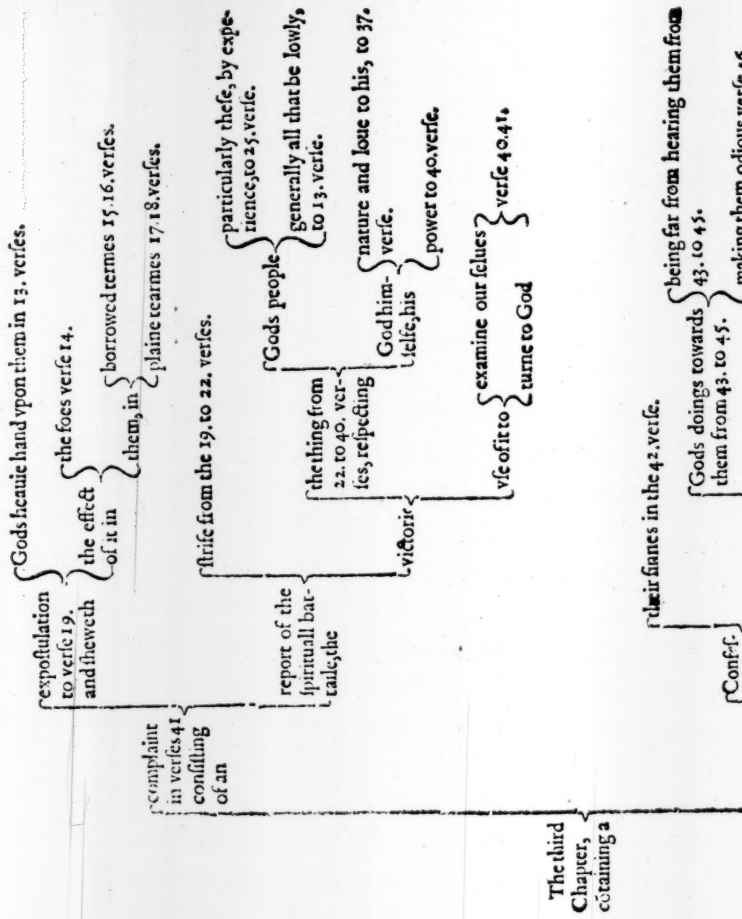 The third
Chapter,
cōtaining a
complaint
in verſes 41
conſiſting
of an
expoſtulation
to verſe 19.
and ſheweth
Gods heauie hand vpon them in 13. verſes.
the effect
of it in
the foes verſe 14.
them, in
borrowed termes 15.16.verſes.
plaine tearmes 17.18.verſes.
report of the
ſpirituall bat-
taile,the
ſtrife from the 19. to 22. verſes.
victorie
the thing from
22. to 40. ver-
ſes, reſpecting
Gods people
particularly theſe, by expe-
rience,to 25.verſe.
generally all that be lowly,
to 13. verſe.
God him-
ſelfe,his
nature and loue to his, to 37.
verſe.
power to 40.verſe.
vſe of it to
examine our ſelues
turne to God
verſe 40.41.
Confeſ-
their ſinnes in the 42.verſe.
Gods doings towards
them from 43. to 45.
being far from hearing them from
43. to 45.
making them odious verſe